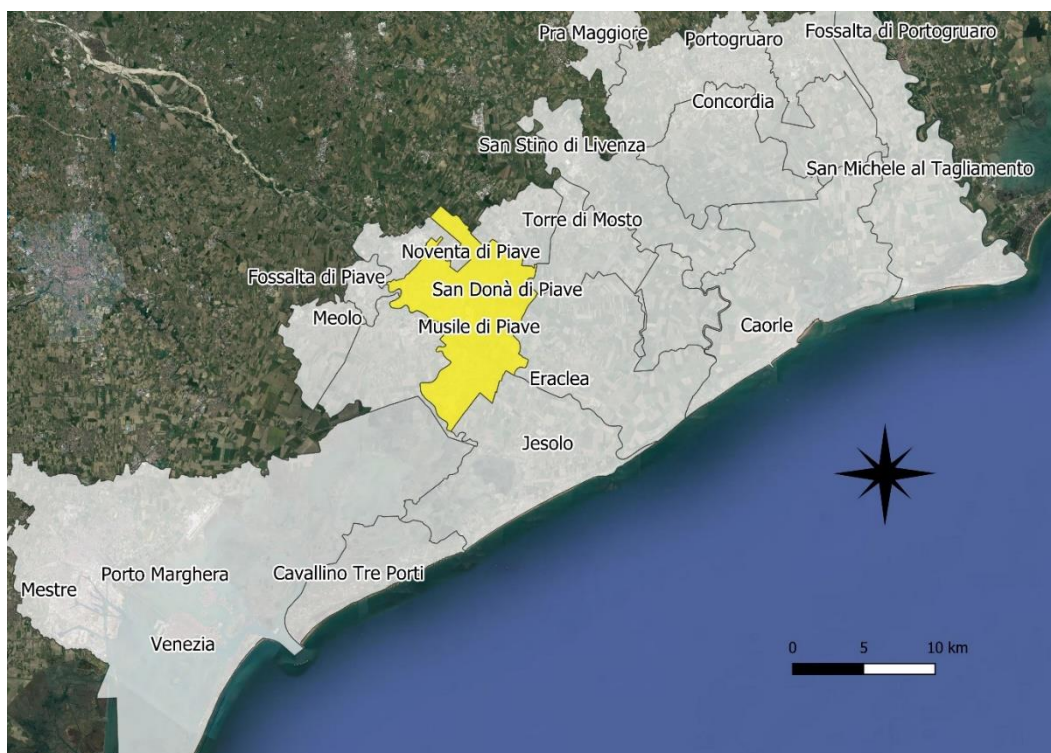 Pra Maggiore
Portogruaro
Fossalta di Portogruaro
Concordia
San Stino di Livenza
San Michele al Tagliamento
Torre di Mosto
Noventa di Piave
Fossalta di Piave
San Donà di Piave
Meolo
Musile di Piave
Caorle
Eraclea
Jesolo
Porto Marghera
Cavallino Tre Porti
Mestre
Venezia
0 5 10 km